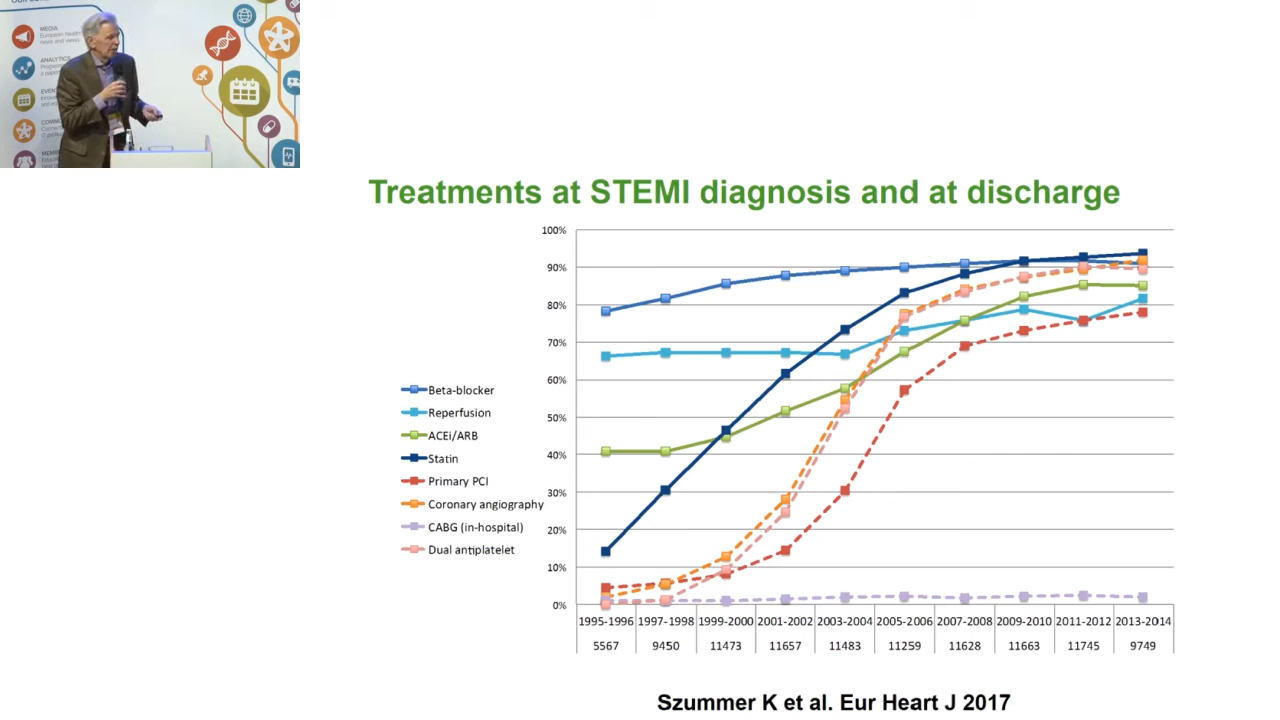 MEDIA
ANALYTICS
Treatments at STEMI diagnosis and at discharge
100%
90%
80%
70%
60%
50%
40%
30%
20%
10%
0%
Beta-blocker
Reperfusion
ACEi/ARB
Statin
Primary PCI
Coronary angiography
CABG (in-hospital)
Dual antiplatelet
1995-1996 1997-1998 1999-2000 2001-2002 2003-2004 2005-2006 2007-2008 2009-2010 2011-2012 2013-2014
5567 9450 11473 11657 11483 11259 11628 11663 11745 9749
Szummer K et al. Eur Heart J 2017